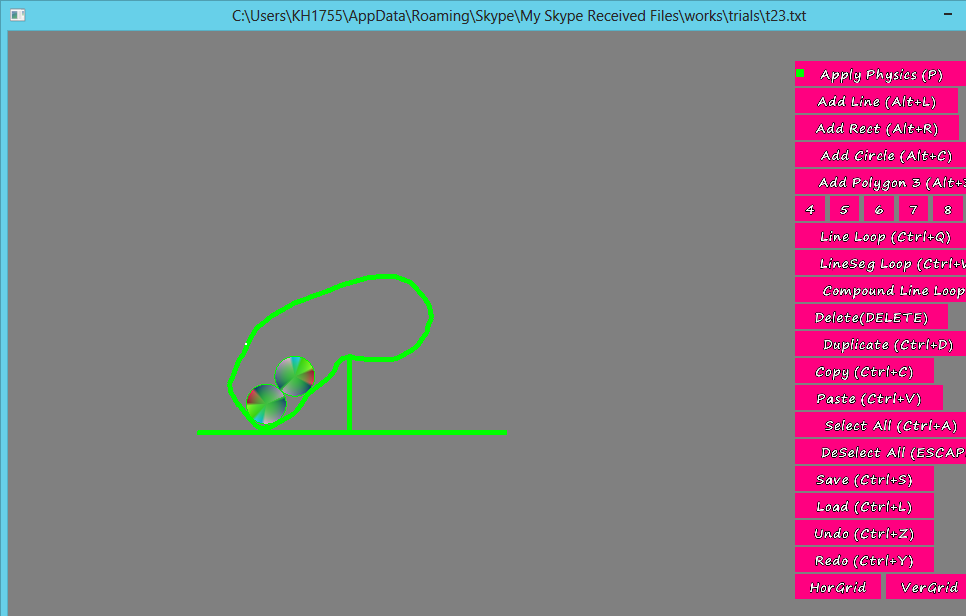 C:\Users\KH1755\AppData\Roaming\Skype\My Skype Received Files\works\trials\t23.txt
Apply Physics (P)
Add Line (Alt+L)
Add Rect (Alt+R)
Add Circle (Alt+C)
Add Polygon 3 (Alt+3
4 5 6 7 8
Line Loop (Ctrl+Q)
LineSeg Loop (Ctrl+W
Compound Line Loop
Delete(DELETE)
Duplicate (Ctrl+D)
Copy (Ctrl+C)
Paste (Ctrl+V)
Select All (Ctrl+A)
DeSelect All (ESCAP
Save (Ctrl+S)
Load (Ctrl+L)
Undo (Ctrl+Z)
Redo (Ctrl+Y)
HorGrid VerGrid